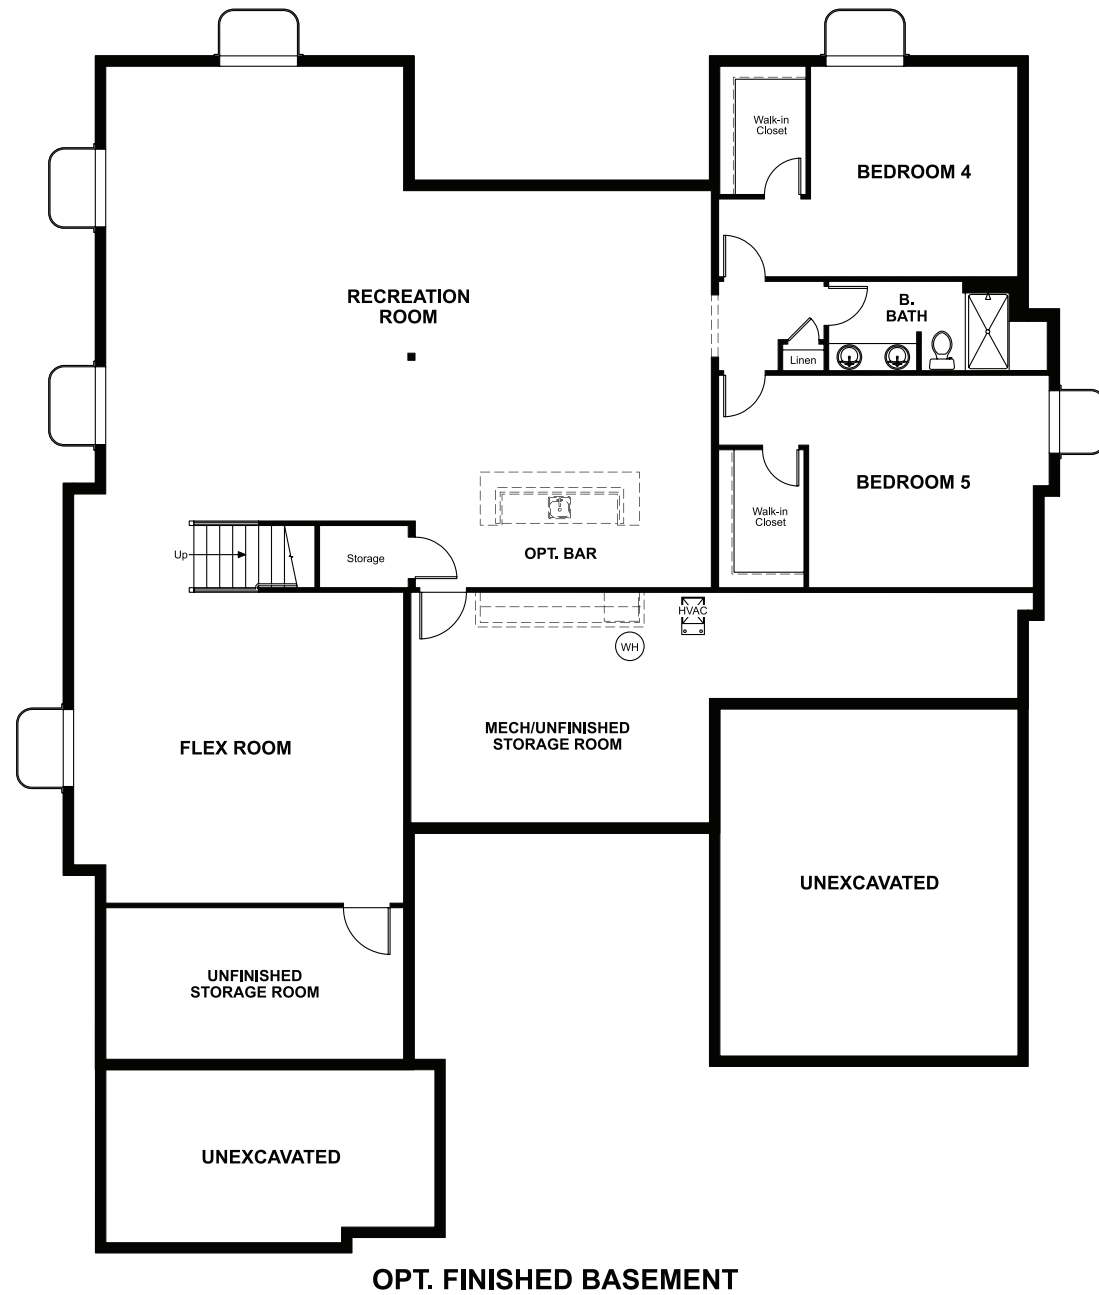 Walk-in
Closet
BEDROOM 4
RECREATION
ROOM
B.
BATH
Linen
BEDROOM 5
Walk-in
Closet
Up
Storage
OPT. BAR
HVAC
WH
MECH/UNFINISHED
STORAGE ROOM
FLEX ROOM
UNEXCAVATED
UNFINISHED
STORAGE ROOM
UNEXCAVATED
OPT. FINISHED BASEMENT